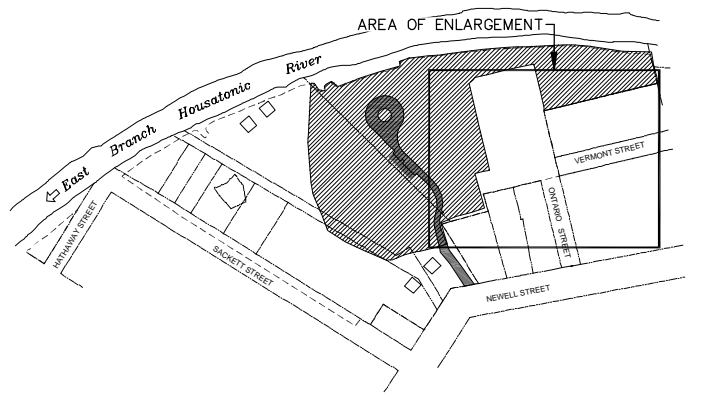 AREA OF ENLARGEMENT
East Branch Housatonic River
VERMONT STREET
ONTARIO STREET
HATHAWAY STREET
SACKETT STREET
NEWELL STREET